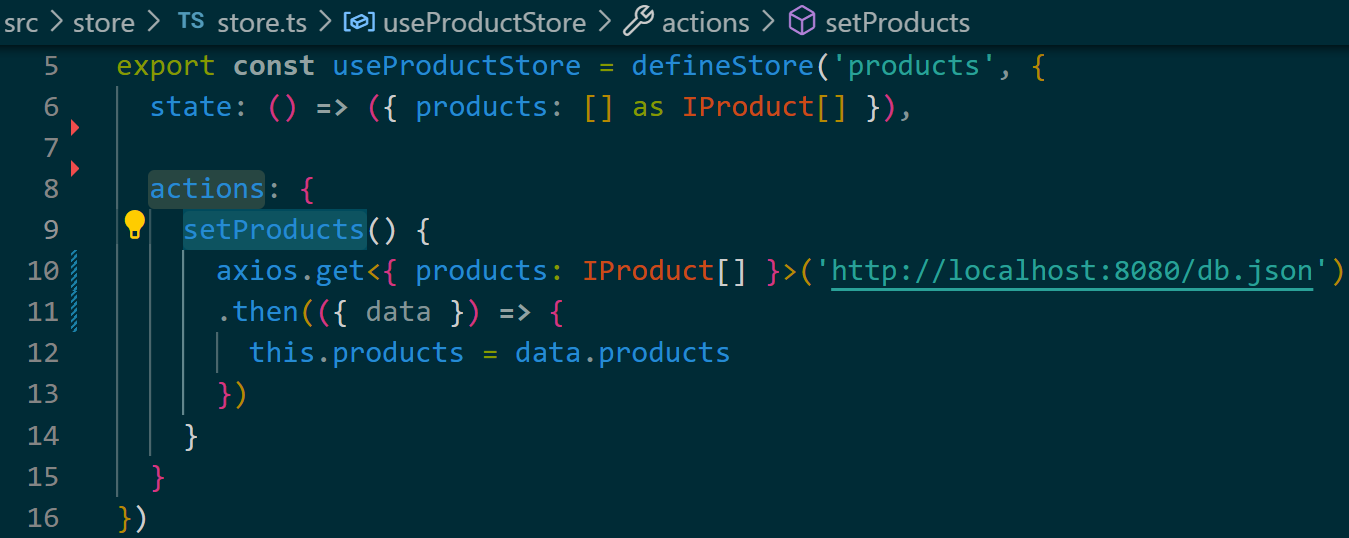 src > store > TS store.ts > useProductStore > actions > setProducts
5 export const useProductStore = defineStore('products', {
6 state: () => ({ products: [] as IProduct[] }),
7
8 actions: {
9 setProducts() {
10 axios.get<{ products: IProduct[] }>('http://localhost:8080/db.json')
11 .then(({ data }) => {
12 this.products = data.products
13 })
14 }
15 }
16 })